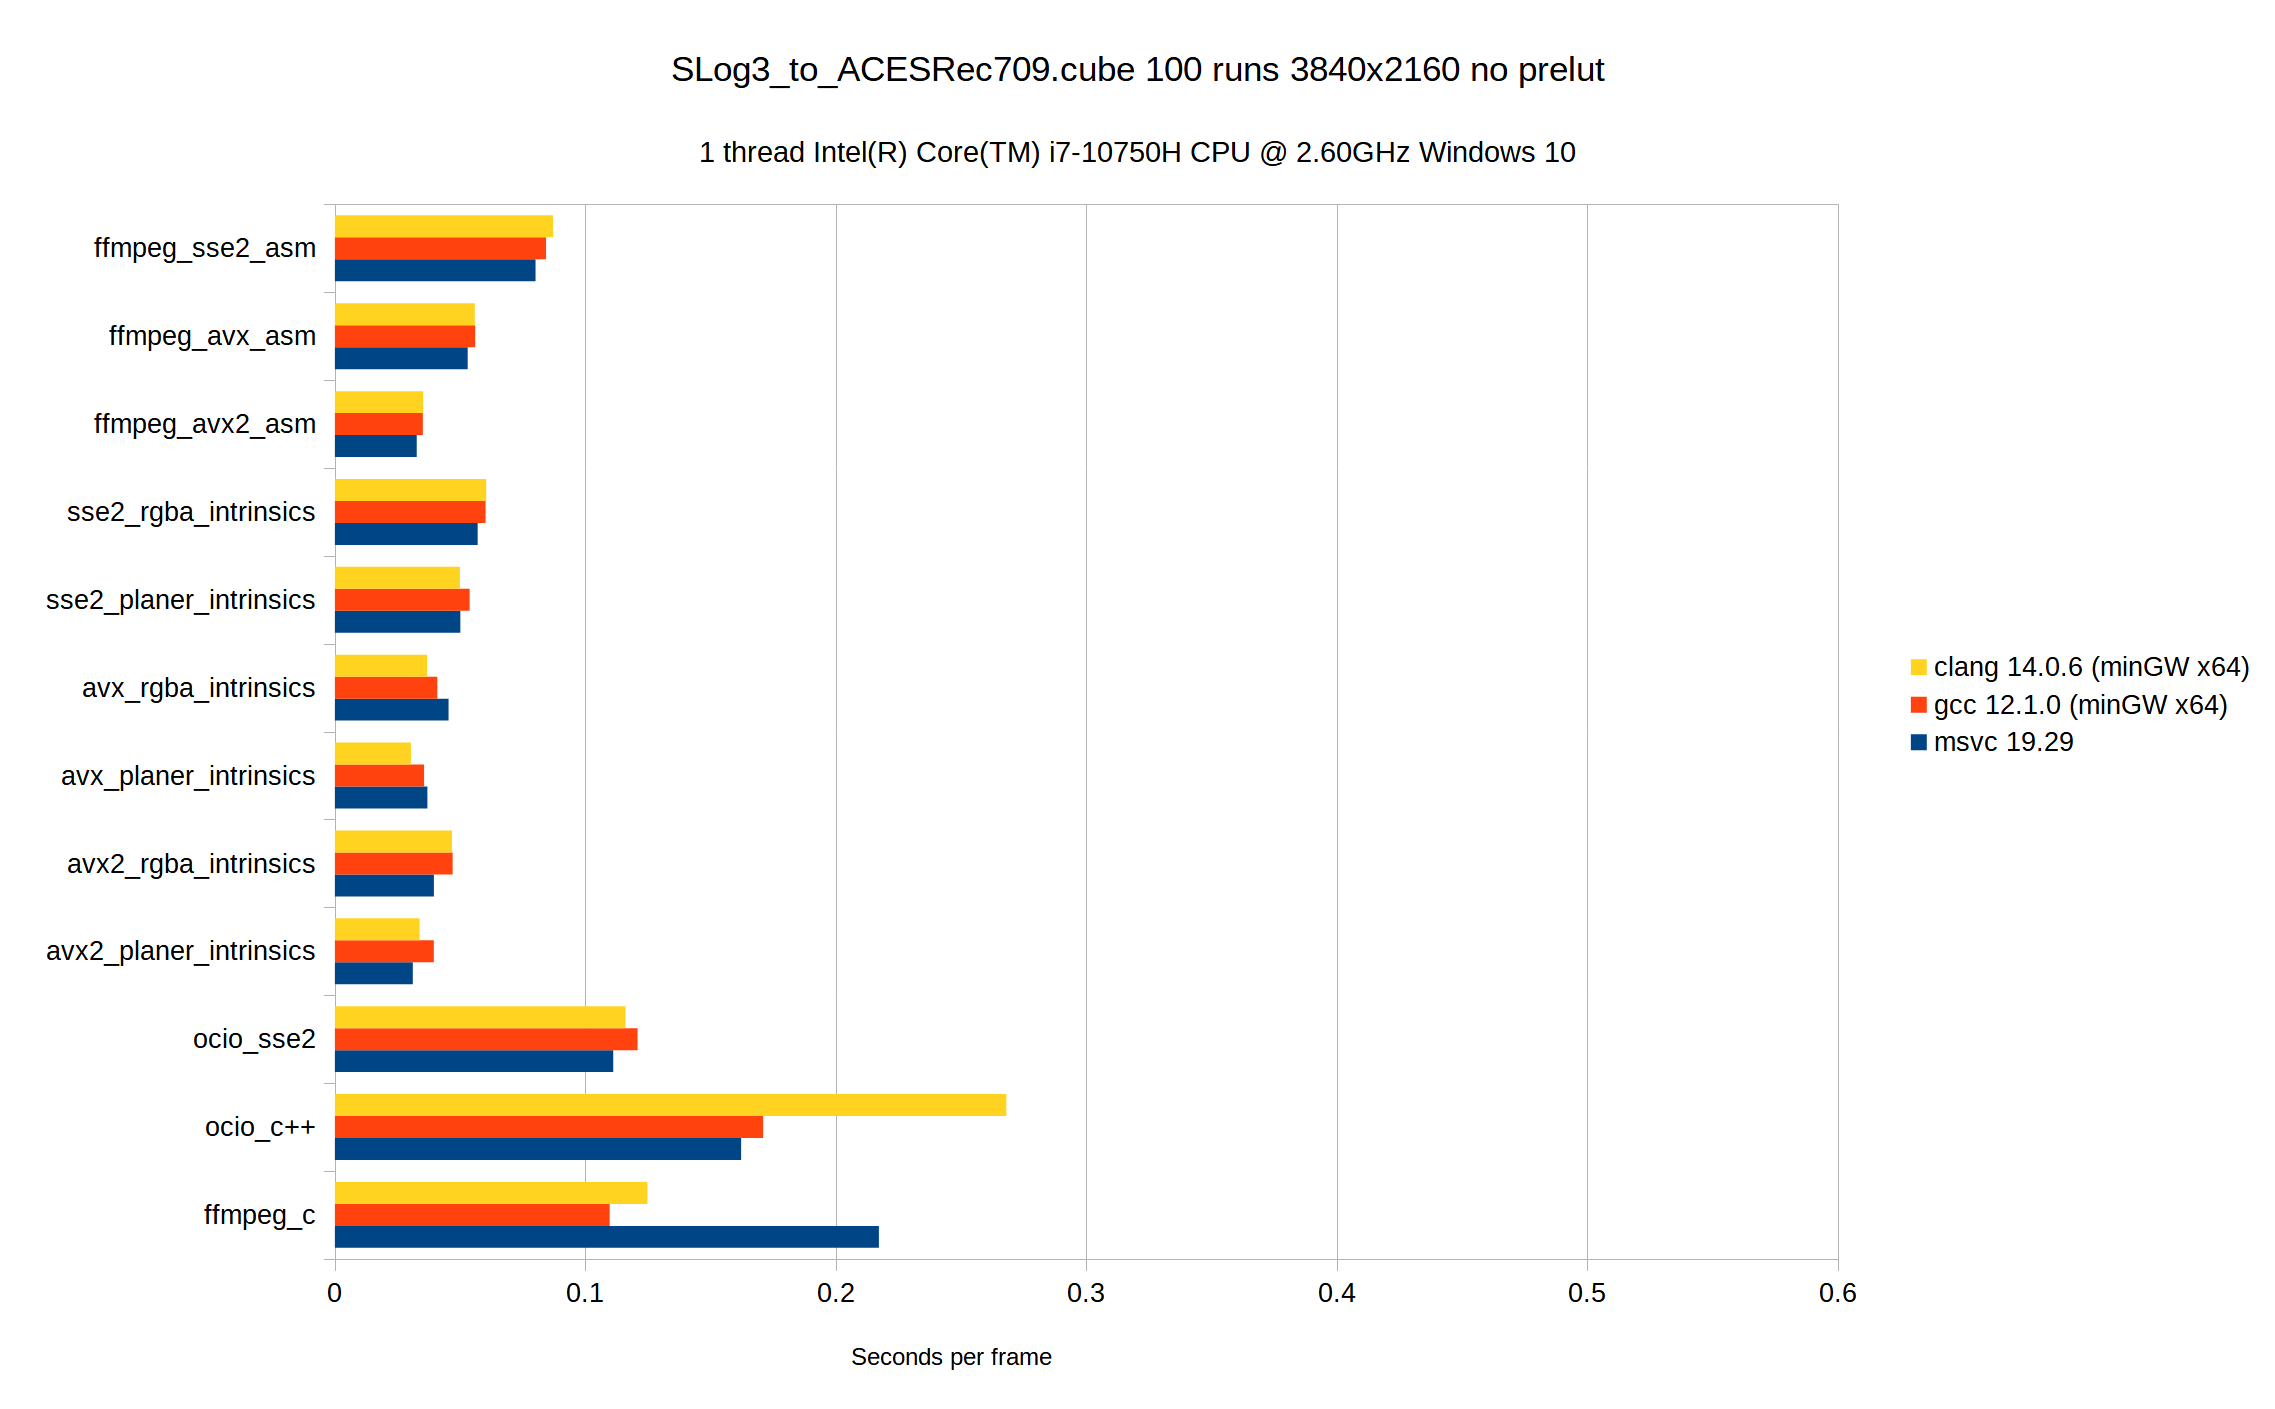 SLog3_to_ACESRec709.cube 100 runs 3840x2160 no prelut
1 thread Intel(R) Core(TM) i7-10750H CPU @ 2.60GHz Windows 10
ffmpeg_sse2_asm
ffmpeg_avx_asm
ffmpeg_avx2_asm
sse2_rgba_intrinsics
sse2_planer_intrinsics
avx_rgba_intrinsics
avx_planer_intrinsics
avx2_rgba_intrinsics
avx2_planer_intrinsics
ocio_sse2
ocio_c++
ffmpeg_c
0 0.1 0.2 0.3 0.4 0.5 0.6
Seconds per frame
clang 14.0.6 (minGW x64)
gcc 12.1.0 (minGW x64)
msvc 19.29